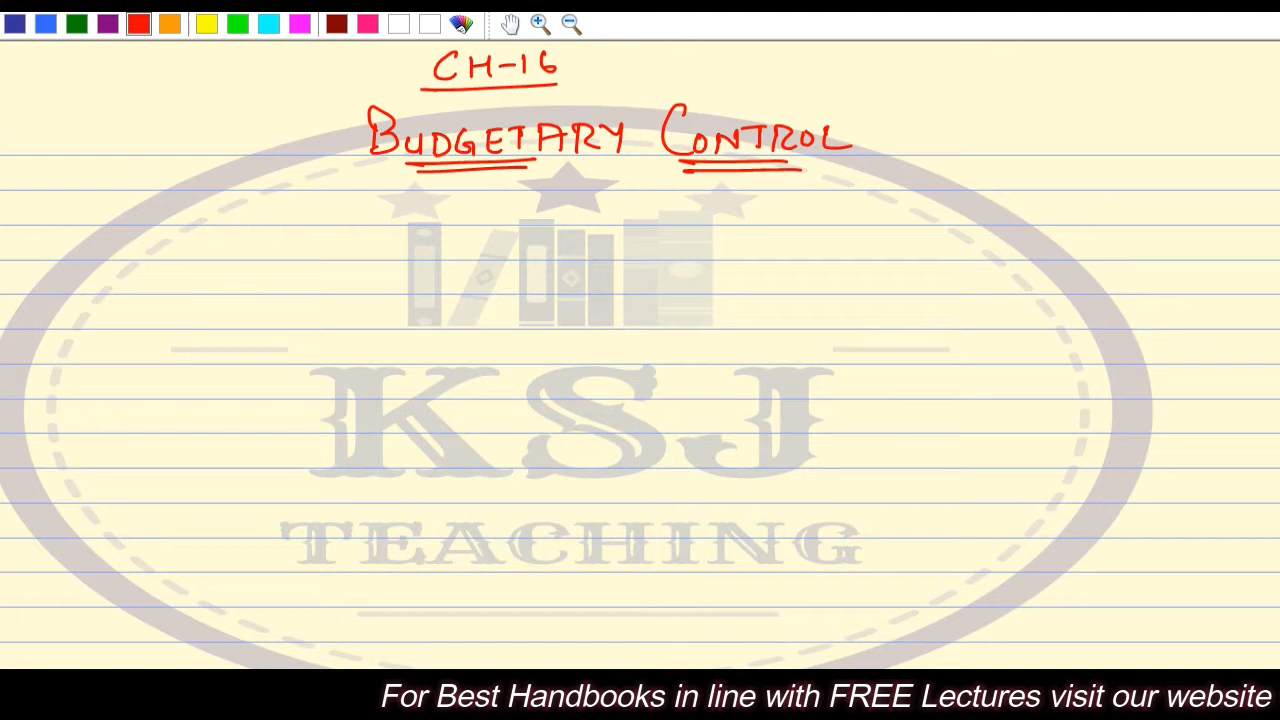 CH-16
BUDGETARY CONTROL
KSJ
TEACHING
For Best Handbooks in line with FREE Lectures visit our website